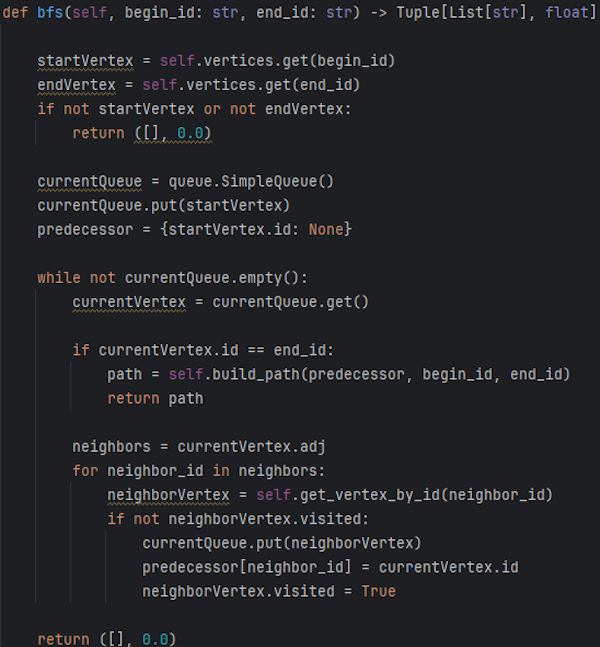 def bfs(self, begin_id: str, end_id: str) -> Tuple[List[str], float]
startVertex = self.vertices.get(begin_id)
endVertex = self.vertices.get(end_id)
if not startVertex or not endVertex:
return ([], 0.0)
currentQueue = queue.SimpleQueue()
currentQueue.put(startVertex)
predecessor = {startVertex.id: None}
while not currentQueue.empty():
currentVertex = currentQueue.get()
if currentVertex.id == end_id:
path = self.build_path(predecessor, begin_id, end_id)
return path
neighbors = currentVertex.adj
for neighbor_id in neighbors:
neighborVertex = self.get_vertex_by_id(neighbor_id)
if not neighborVertex.visited:
currentQueue.put(neighborVertex)
predecessor[neighbor_id] = currentVertex.id
neighborVertex.visited = True
return ([], 0.0)